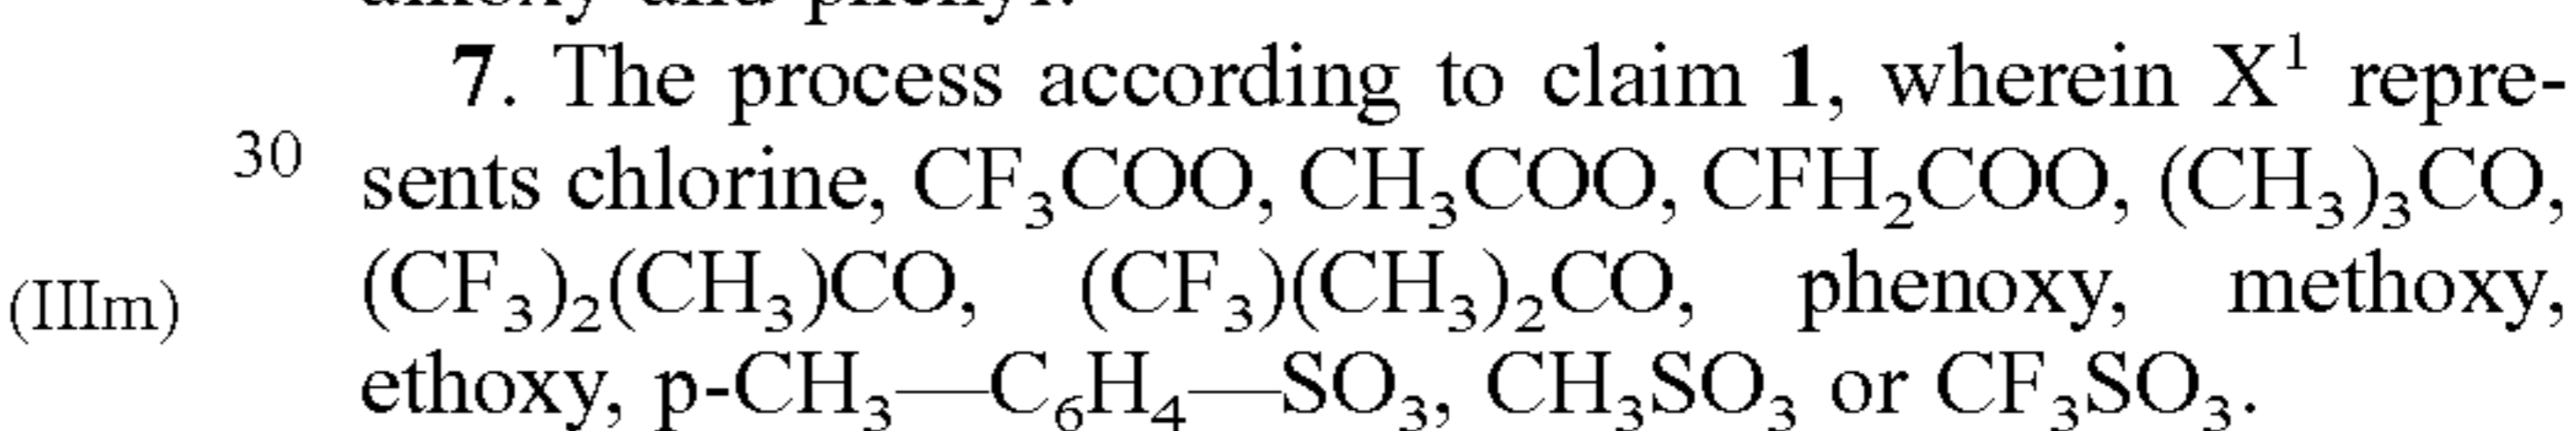 7. The process according to claim 1, wherein X¹ repre-
30 sents chlorine, CF₃COO, CH₃COO, CFH₂COO, (CH₃)₃CO,
(IIIm) (CF₃)₂(CH₃)CO, (CF₃)(CH₃)₂CO, phenoxy, methoxy,
ethoxy, p-CH₃—C₆H₄—SO₃, CH₃SO₃ or CF₃SO₃.